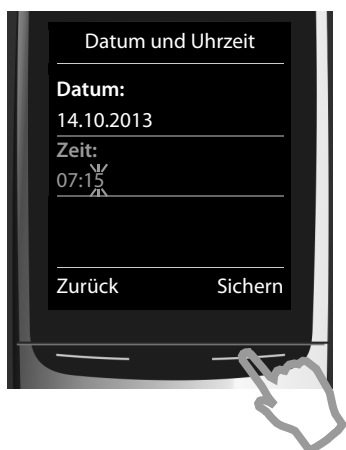 Datum und Uhrzeit
Datum:
14.10.2013
Zeit:
07:15
Zurück Sichern